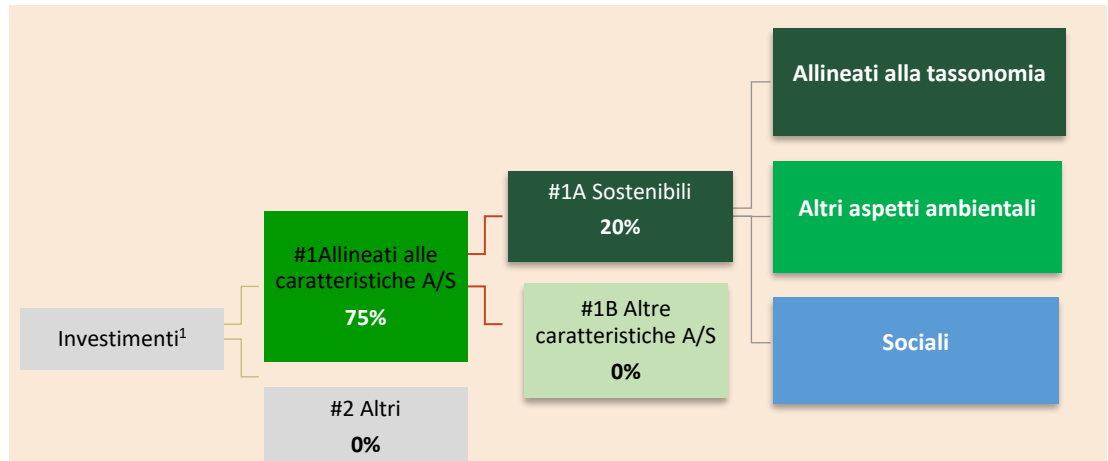 Investimenti¹
#1Allineati alle
caratteristiche A/S
75%
#2 Altri
0%
#1A Sostenibili
20%
#1B Altre
caratteristiche A/S
0%
Allineati alla tassonomia
Altri aspetti ambientali
Sociali